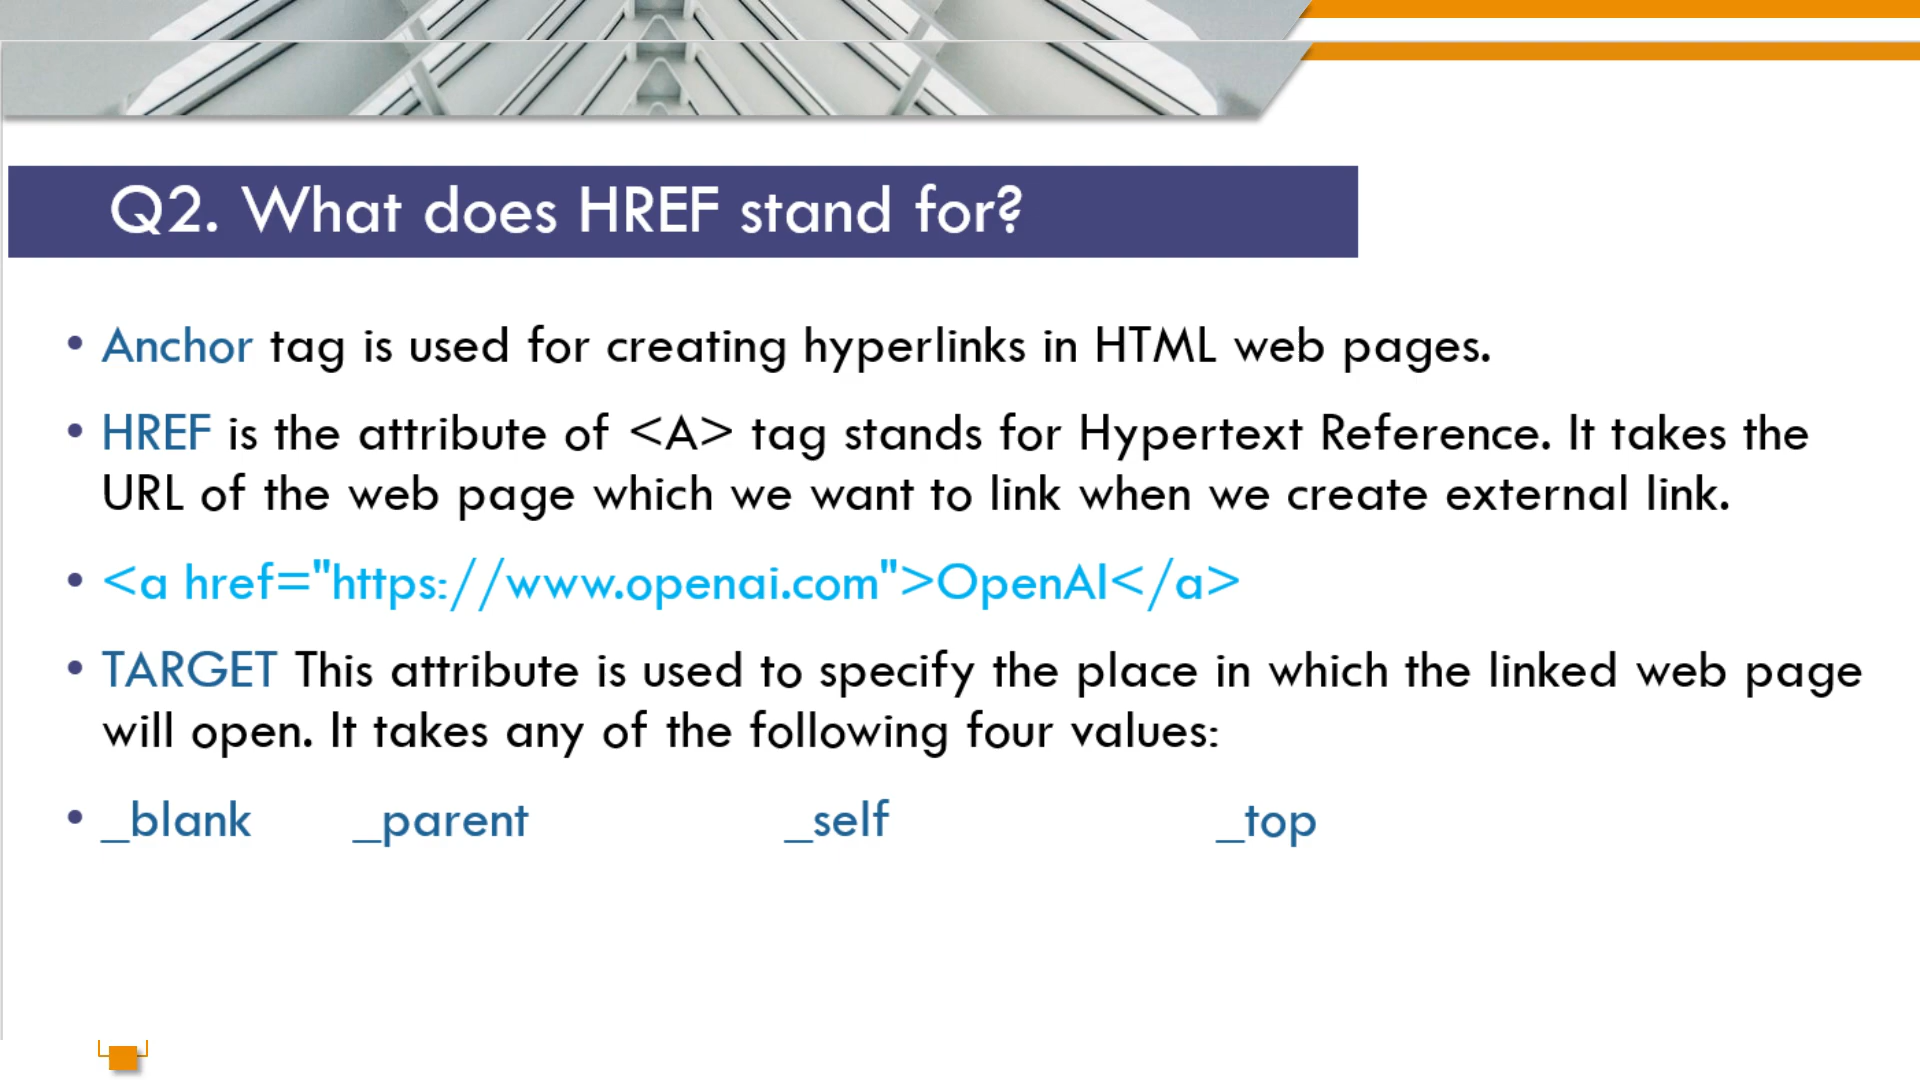 Q2. What does HREF stand for?
• Anchor tag is used for creating hyperlinks in HTML web pages.
• HREF is the attribute of <A> tag stands for Hypertext Reference. It takes the
URL of the web page which we want to link when we create external link.
• <a href="https://www.openai.com">OpenAI</a>
• TARGET This attribute is used to specify the place in which the linked web page
will open. It takes any of the following four values:
• _blank _parent _self _top